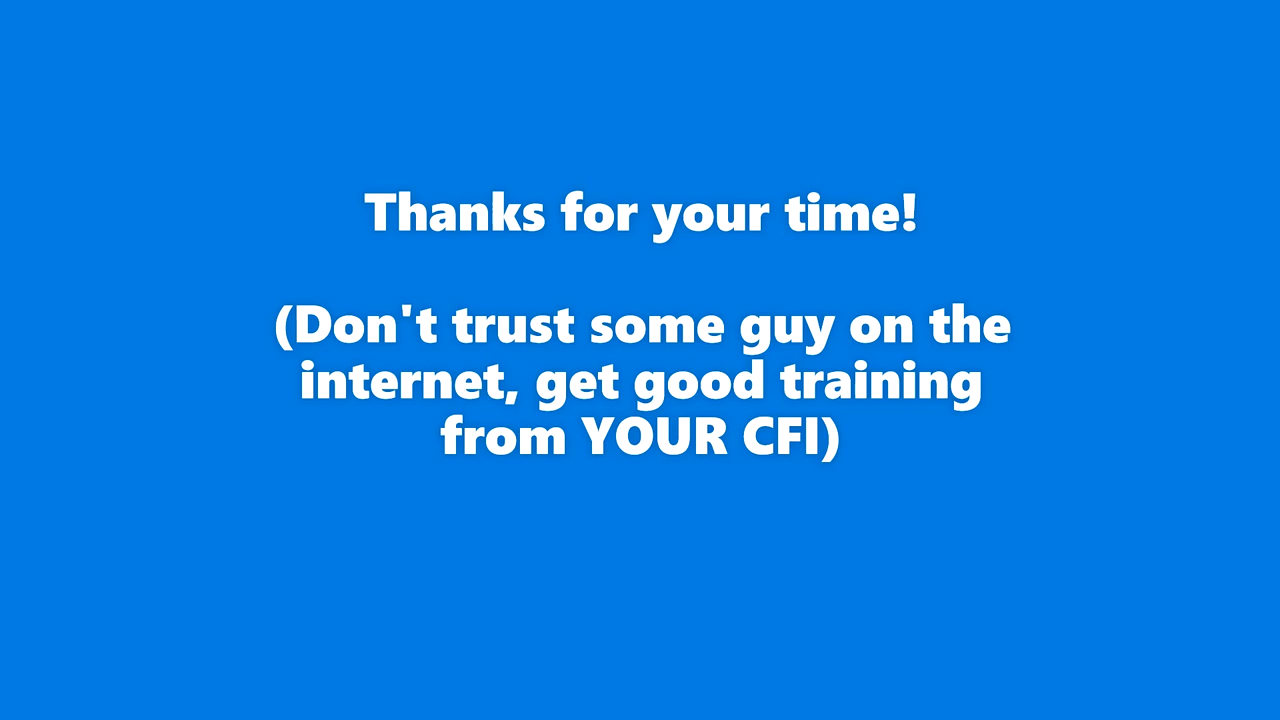 Thanks for your time!
(Don't trust some guy on the
internet, get good training
from YOUR CFI)